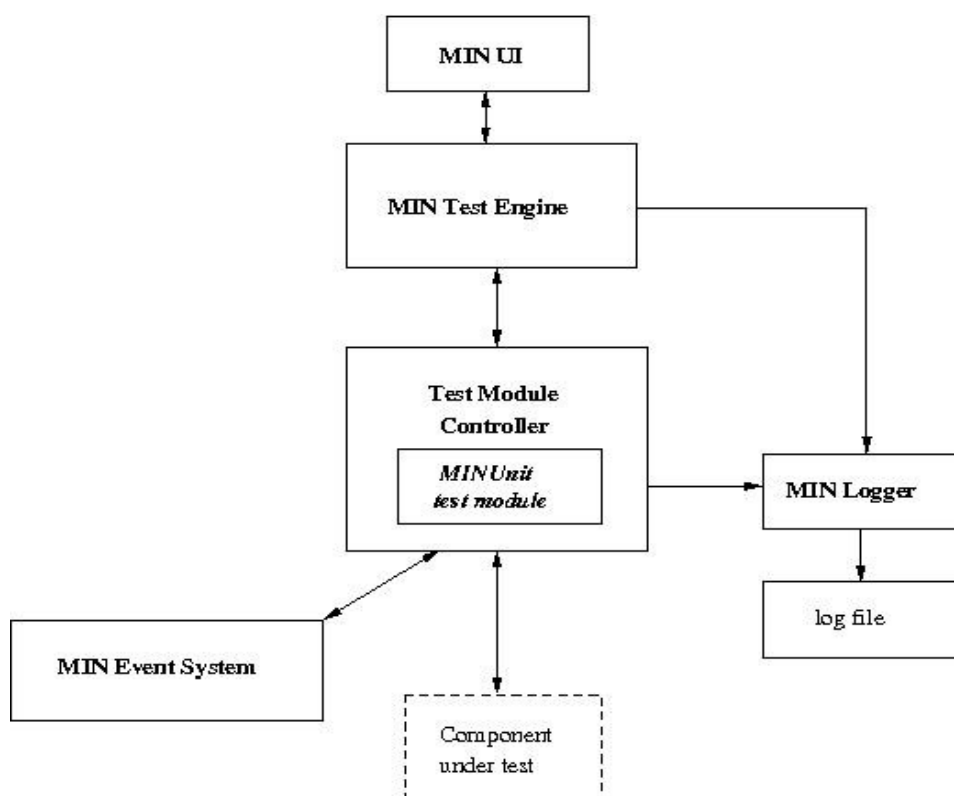 MIN UI
MIN Test Engine
Test Module
Controller
MINUnit
test module
MIN Logger
log file
MIN Event System
Component
under test